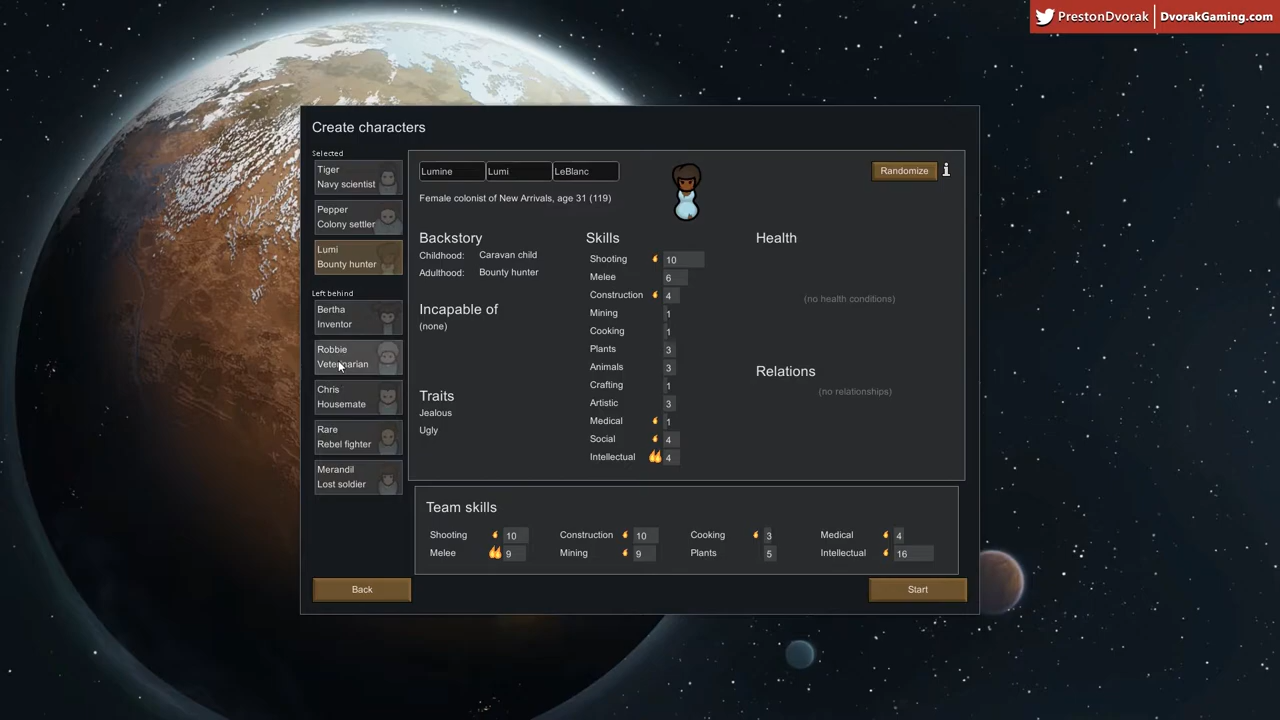 PrestonDvorak | DvorakGaming.com
Create characters
Selected
Tiger
Navy scientist
Pepper
Colony settler
Lumi
Bounty hunter
Left behind
Bertha
Inventor
Robbie
Veterinarian
Chris
Housemate
Rare
Rebel fighter
Merandil
Lost soldier
Lumine Lumi LeBlanc
Randomize i
Female colonist of New Arrivals, age 31 (119)
Backstory
Childhood: Caravan child
Adulthood: Bounty hunter
Incapable of
(none)
Traits
Jealous
Ugly
Skills
Shooting 10
Melee 6
Construction 4
Mining 1
Cooking 1
Plants 3
Animals 3
Crafting 1
Artistic 3
Medical 1
Social 4
Intellectual 4
Health
(no health conditions)
Relations
(no relationships)
Team skills
Shooting 10 Construction 10 Cooking 3 Medical 4
Melee 9 Mining 9 Plants 5 Intellectual 16
Back
Start